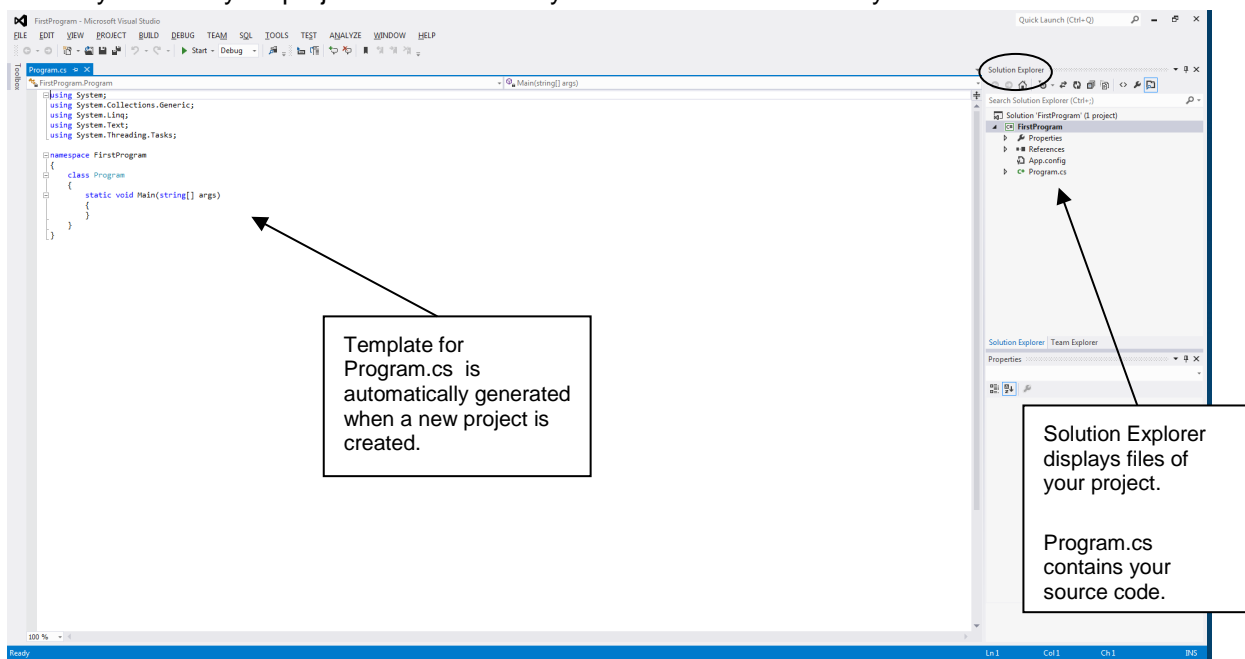 FirstProgram - Microsoft Visual Studio
Quick Launch (Ctrl+Q)
FILE EDIT VIEW PROJECT BUILD DEBUG TEAM SQL TOOLS TEST ANALYZE WINDOW HELP
Start Debug
Toolbox
Program.cs
FirstProgram.Program
Main(string[] args)
using System;
using System.Collections.Generic;
using System.Linq;
using System.Text;
using System.Threading.Tasks;
namespace FirstProgram
{
class Program
{
static void Main(string[] args)
{
}
}
}
Template for
Program.cs is
automatically generated
when a new project is
created.
Solution Explorer
Search Solution Explorer (Ctrl+;)
Solution 'FirstProgram' (1 project)
FirstProgram
Properties
References
App.config
Program.cs
Solution Explorer Team Explorer
Properties
Solution Explorer
displays files of
your project.
Program.cs
contains your
source code.
100 %
Ready
Ln 1 Col 1 Ch 1 INS